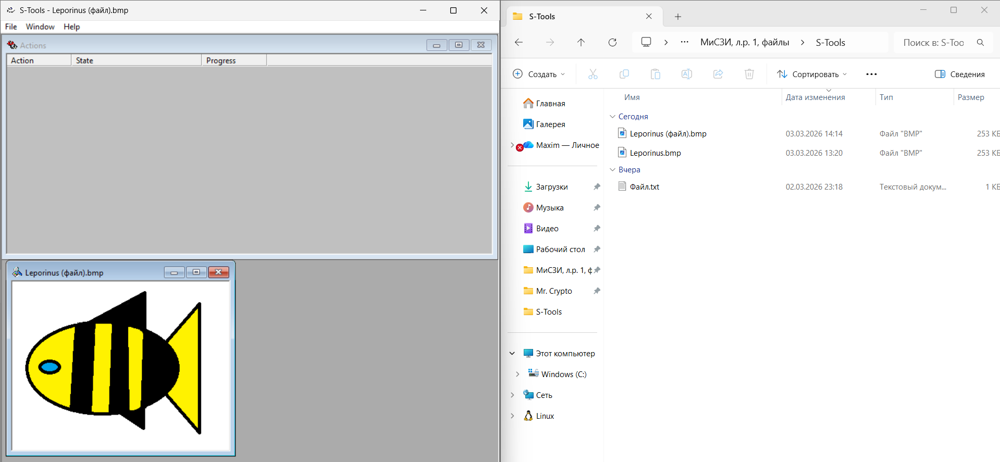 S-Tools - Leporinus (файл).bmp
File Window Help
Actions
Action State Progress
Leporinus (файл).bmp
S-Tools
МиСЗИ, л.р. 1, файлы S-Tools Поиск в: S-Too
Создать Сортировать Сведения
Имя Дата изменения Тип Размер
Сегодня
Leporinus (файл).bmp 03.03.2026 14:14 Файл "BMP" 253 КБ
Leporinus.bmp 03.03.2026 13:20 Файл "BMP" 253 КБ
Вчера
Файл.txt 02.03.2026 23:18 Текстовый докум... 1 КБ
Главная
Галерея
Maxim — Личное
Загрузки
Музыка
Видео
Рабочий стол
МиСЗИ, л.р. 1, ф
Mr. Crypto
S-Tools
Этот компьютер
Windows (C:)
Сеть
Linux